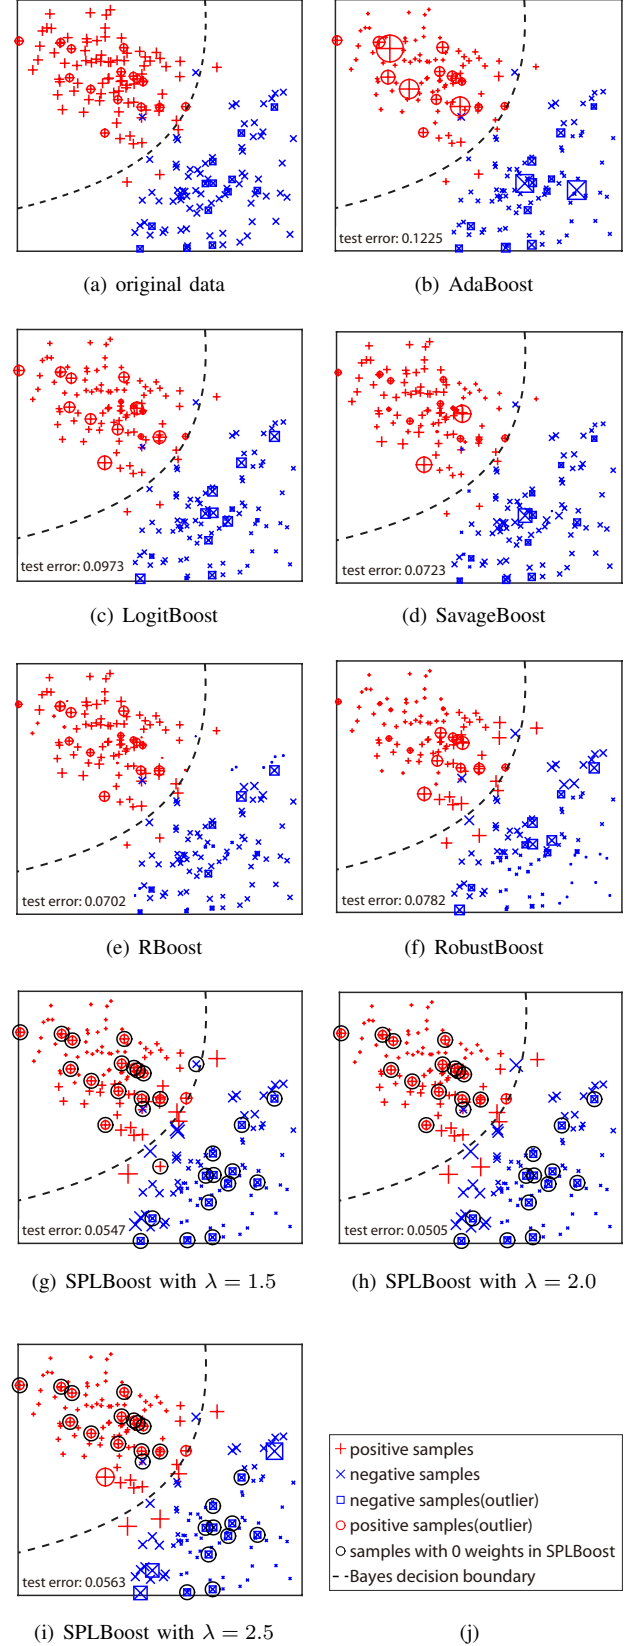 (a) original data
test error: 0.1225
(b) AdaBoost
test error: 0.0973
(c) LogitBoost
test error: 0.0723
(d) SavageBoost
test error: 0.0702
(e) RBoost
test error: 0.0782
(f) RobustBoost
test error: 0.0547
(g) SPLBoost with λ = 1.5
test error: 0.0505
(h) SPLBoost with λ = 2.0
test error: 0.0563
(i) SPLBoost with λ = 2.5
positive samples
negative samples
negative samples(outlier)
positive samples(outlier)
samples with 0 weights in SPLBoost
Bayes decision boundary
(j)